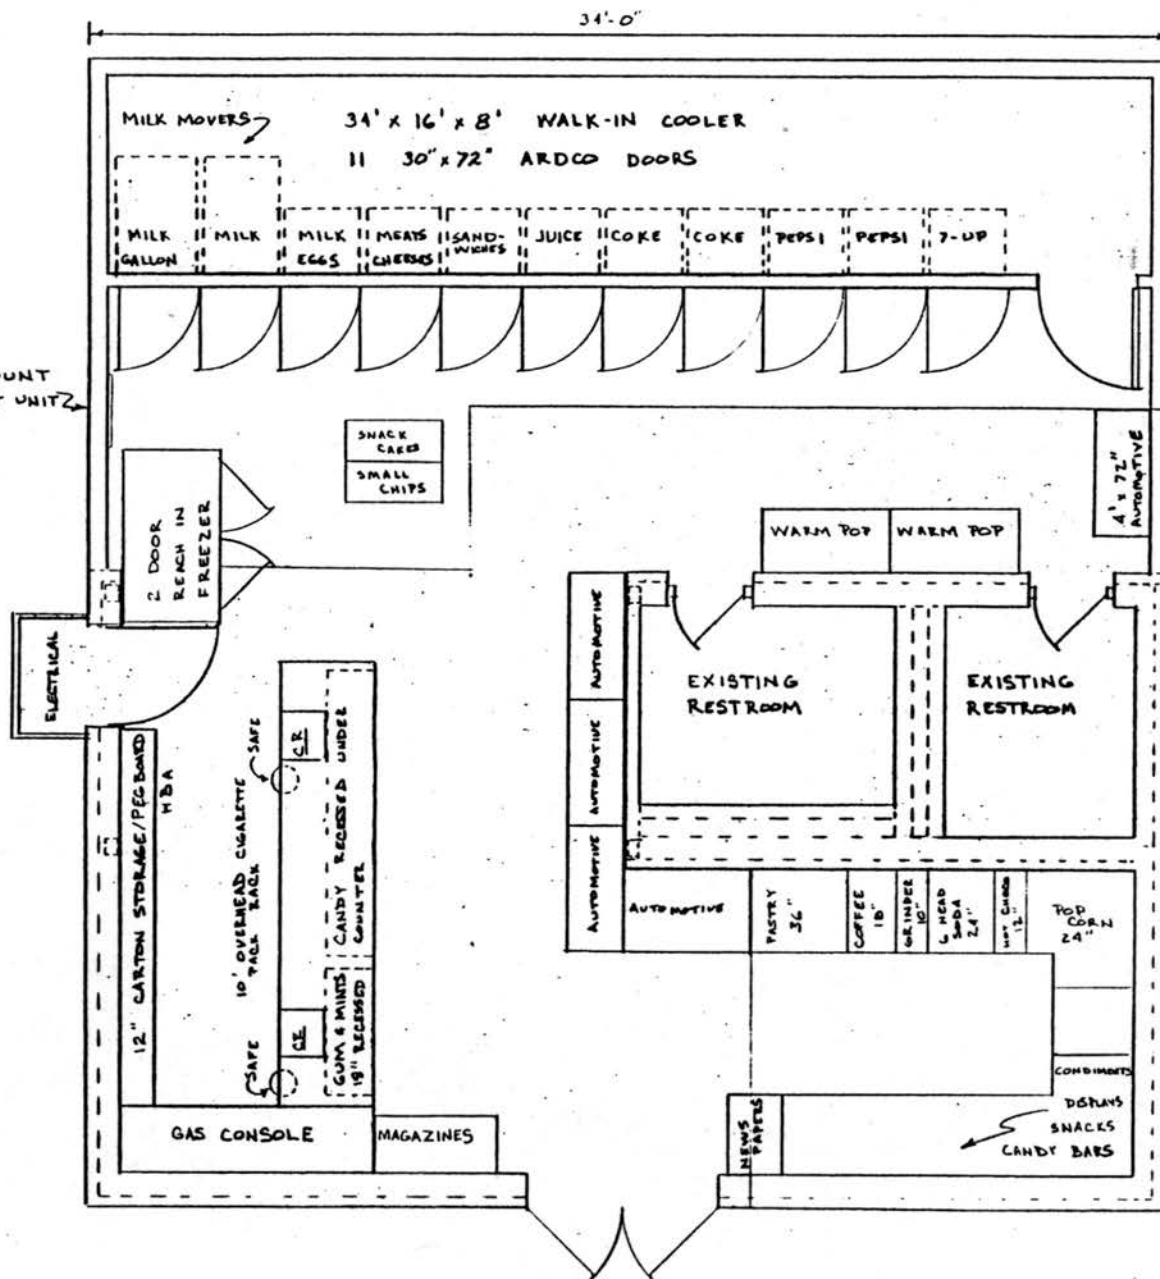 34'-0"
MILK MOVERS
34' x 16' x 8' WALK-IN COOLER
11 30" x 72" ARDCO DOORS
MILK
GALLON
MILK
MILK
EGGS
MEATS
CHEESES
SAND-
WICHES
JUICE
COKE
COKE
PEPSI
PEPSI
7-UP
UNIT
SNACK
CAKES
SMALL
CHIPS
4' x 72"
AUTOMOTIVE
2 DOOR
REACH IN
FREEZER
WARM POP
WARM POP
ELECTRICAL
AUTOMOTIVE
AUTOMOTIVE
AUTOMOTIVE
EXISTING
RESTROOM
EXISTING
RESTROOM
12" CARTON STORAGE/PEGBOARD
HBA
10' OVERHEAD CIGARETTE
PACK RACK
SAFE
SAFE
CR
CR
CANDY RECESSED UNDER
COUNTER
GUM & MINTS
18" RECESSED
AUTOMOTIVE
PASTRY
36"
COFFEE
18"
GRINDER
10"
6 HEAD
SODA
24"
HOT CHOCO
12"
POP
CORN
24"
CONDIMENTS
DISPLAYS
SNACKS
CANDY BARS
NEWS
PAPERS
GAS CONSOLE
MAGAZINES